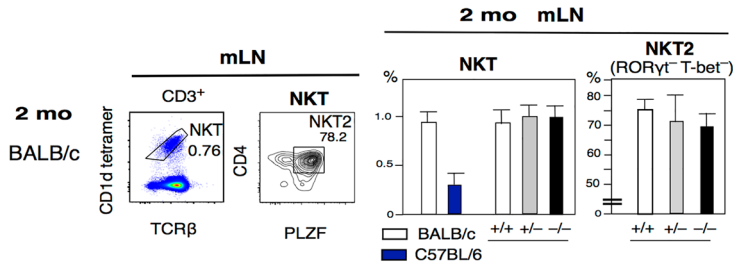 2 mo mLN
mLN
2 mo
BALB/c
CD3+
NKT
0.76
CD1d tetramer
TCRβ
NKT
NKT2
78.2
CD4
PLZF
NKT
%
1.0
0.5
0
+/+ +/− −/−
BALB/c
C57BL/6
NKT2
(RORγt− T-bet−)
%
80
70
60
50
0
+/+ +/− −/−